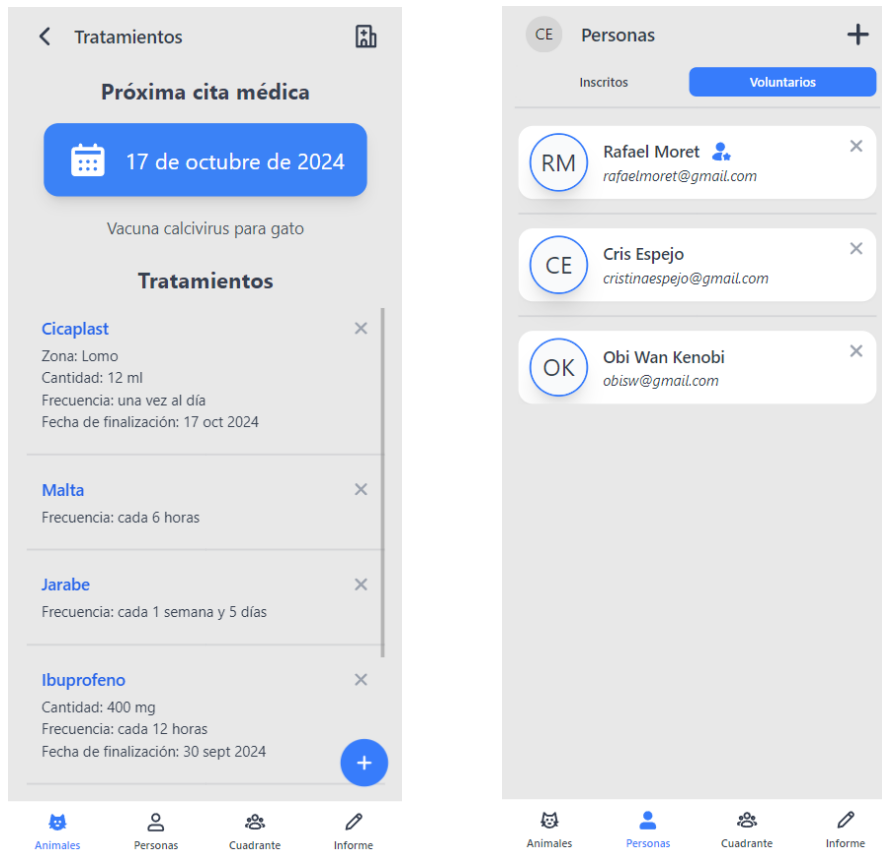 Tratamientos
Próxima cita médica
17 de octubre de 2024
Vacuna calcivirus para gato
Tratamientos
Cicaplast
Zona: Lomo
Cantidad: 12 ml
Frecuencia: una vez al día
Fecha de finalización: 17 oct 2024
Malta
Frecuencia: cada 6 horas
Jarabe
Frecuencia: cada 1 semana y 5 días
Ibuprofeno
Cantidad: 400 mg
Frecuencia: cada 12 horas
Fecha de finalización: 30 sept 2024
Animales Personas Cuadrante Informe
CE Personas
Inscritos Voluntarios
RM
Rafael Moret
rafaelmoret@gmail.com
CE
Cris Espejo
cristinaespejo@gmail.com
OK
Obi Wan Kenobi
obisw@gmail.com
Animales Personas Cuadrante Informe